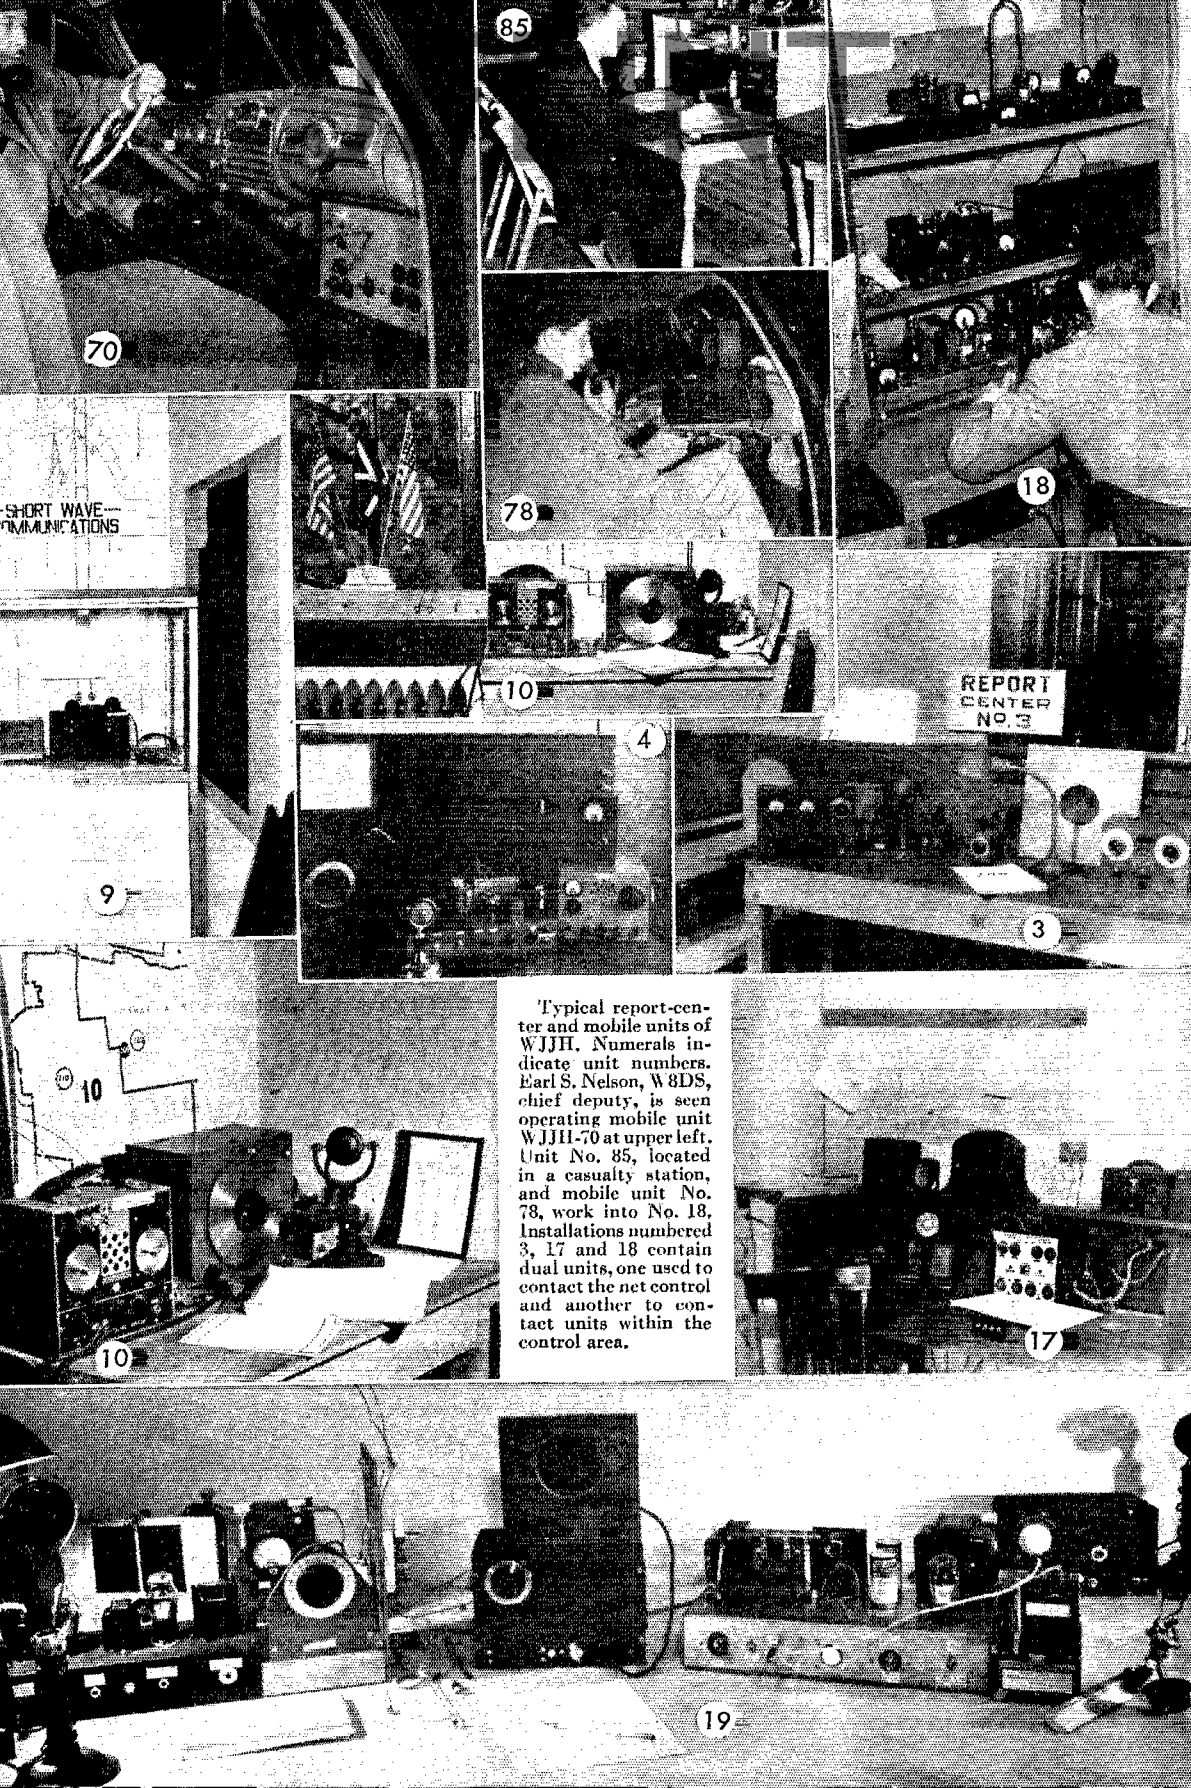 85
70
78
18
-SHORT WAVE-
OMMUNICATIONS
10
REPORT
CENTER
NO. 3
4
9
3
10
Typical report-cen-
ter and mobile units of
WJJH. Numerals in-
dicate unit numbers.
Earl S. Nelson, W8DS,
chief deputy, is seen
operating mobile unit
WJJH-70 at upper left.
Unit No. 85, located
in a casualty station,
and mobile unit No.
78, work into No. 18.
Installations numbered
3, 17 and 18 contain
dual units, one used to
contact the net control
and another to con-
tact units within the
control area.
10
17
19